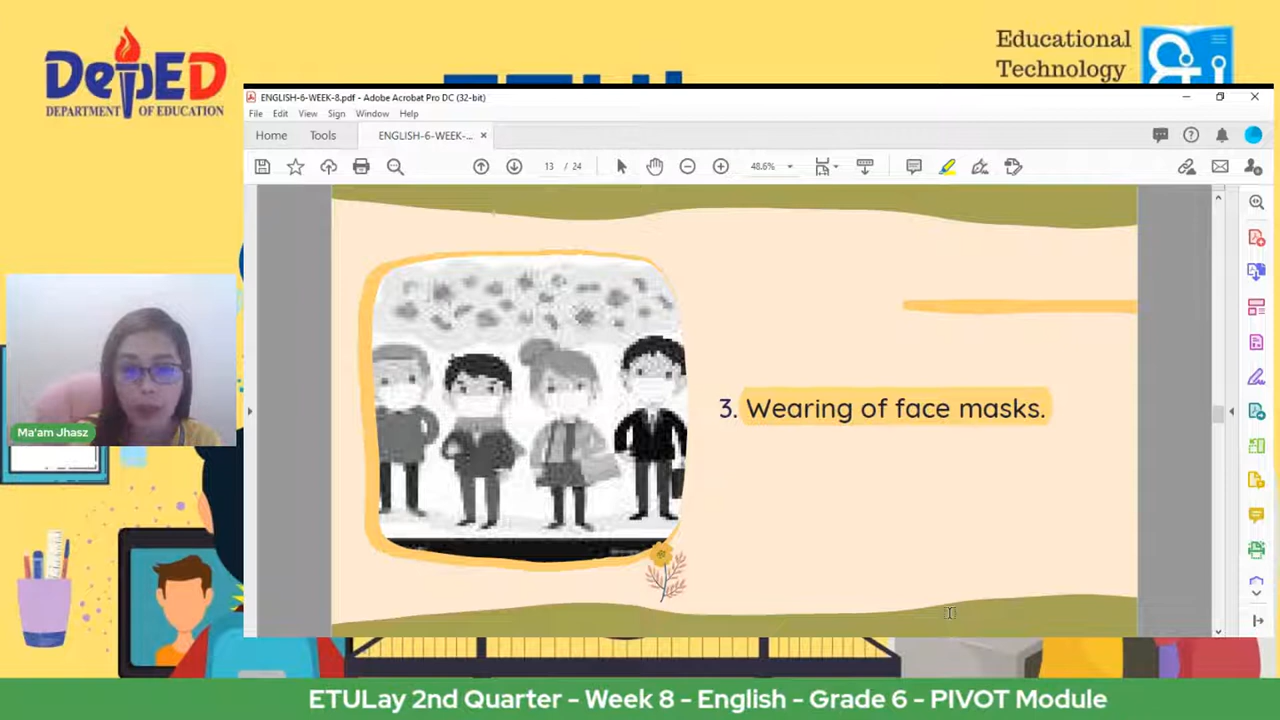 DepED
DEPARTMENT OF EDUCATION
Educational
Technology
ENGLISH-6-WEEK-8.pdf - Adobe Acrobat Pro DC (32-bit)
File Edit View Sign Window Help
Home Tools ENGLISH-6-WEEK-...
13 / 24 48.6%
3. Wearing of face masks.
Ma'am Jhasz
ETULay 2nd Quarter - Week 8 - English - Grade 6 - PIVOT Module